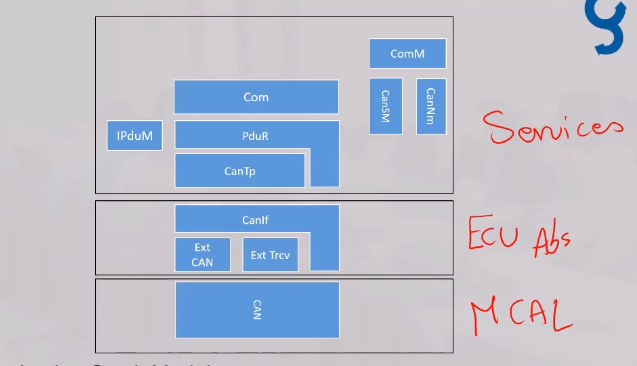 ComM
Com
CanSM
CanNm
IPduM
PduR
CanTp
Services
CanIf
Ext
CAN
Ext Trcv
ECU Abs
CAN
MCAL